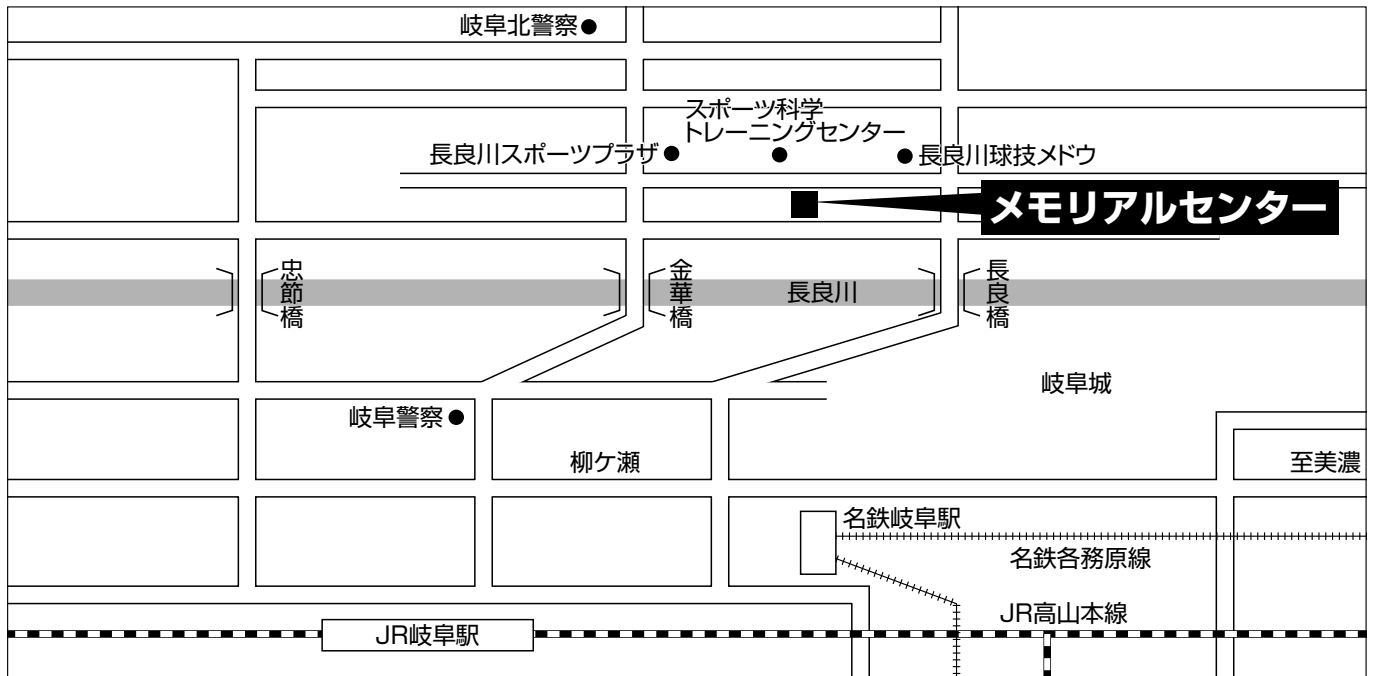 岐阜北警察
スポーツ科学
トレーニングセンター
長良川スポーツプラザ
長良川球技メドウ
メモリアルセンター
忠節橋
金華橋
長良川
長良橋
岐阜城
岐阜警察
柳ケ瀬
至美濃
名鉄岐阜駅
名鉄各務原線
JR高山本線
JR岐阜駅